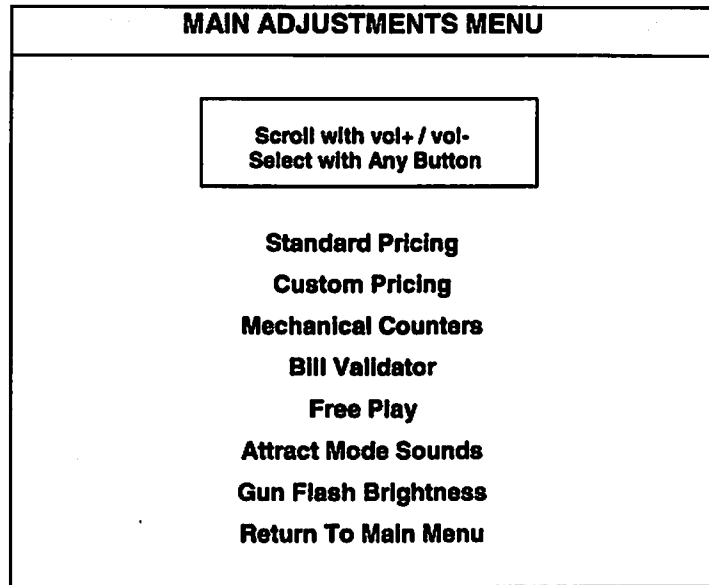 MAIN ADJUSTMENTS MENU
Scroll with vol+ / vol-
Select with Any Button
Standard Pricing
Custom Pricing
Mechanical Counters
Bill Validator
Free Play
Attract Mode Sounds
Gun Flash Brightness
Return To Main Menu